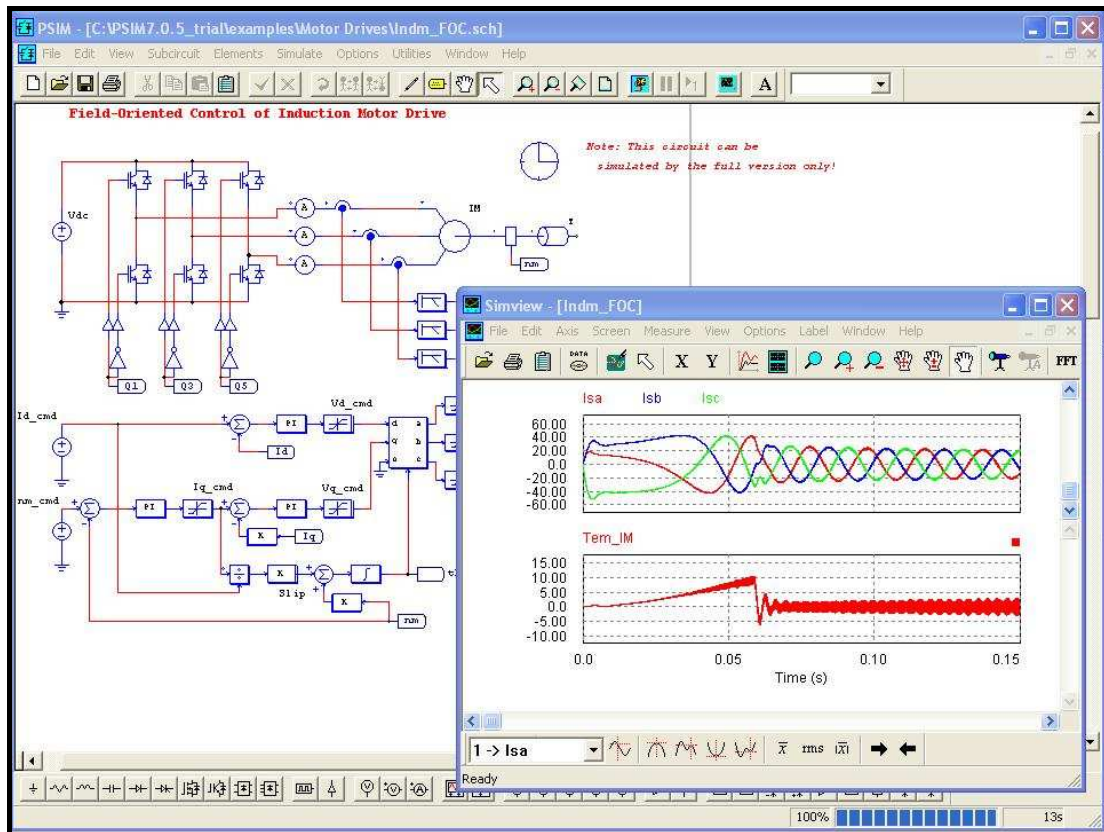 PSIM - [C:\PSIM7.0.5_trial\examples\Motor Drives\Indm_FOC.sch]
File Edit View Subcircuit Elements Simulate Options Utilities Window Help
A
Field-Oriented Control of Induction Motor Drive
Note: This circuit can be
simulated by the full version only!
Vdc
A
A
A
IM
nm
Q1 Q3 Q5
Id_cmd
PI
Vd_cmd
Id
d a
q b
o c
nm_cmd
PI
Iq_cmd
PI
Vq_cmd
K
Iq
K
Slip
K
nm
Simview - [Indm_FOC]
File Edit Axis Screen Measure View Options Label Window Help
DATA
X Y
FFT
Isa Isb Isc
60.00
40.00
20.00
0.0
-20.00
-40.00
-60.00
Tem_IM
15.00
10.00
5.00
0.0
-5.00
-10.00
0.0 0.05 0.10 0.15
Time (s)
1 -> Isa
x rms |x|
Ready
100% 13s